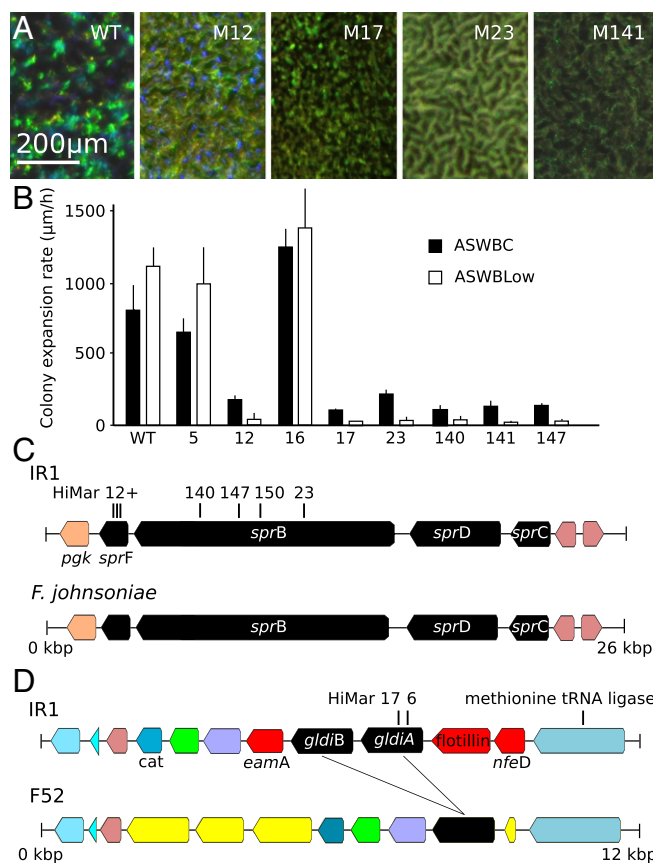 A
WT
M12
M17
M23
M141
200µm
B
Colony expansion rate (µm/h)
1500
1000
500
0
ASWBC
ASWBLow
WT 5 12 16 17 23 140 141 147
C
IR1
HiMar 12+ 140 147 150 23
sprB sprD sprC
pgk sprF
F. johnsoniae
sprB sprD sprC
0 kbp 26 kbp
D
IR1
HiMar 17 6 methionine tRNA ligase
gldiB gldiA flotillin
cat eamA nfeD
F52
0 kbp 12 kbp